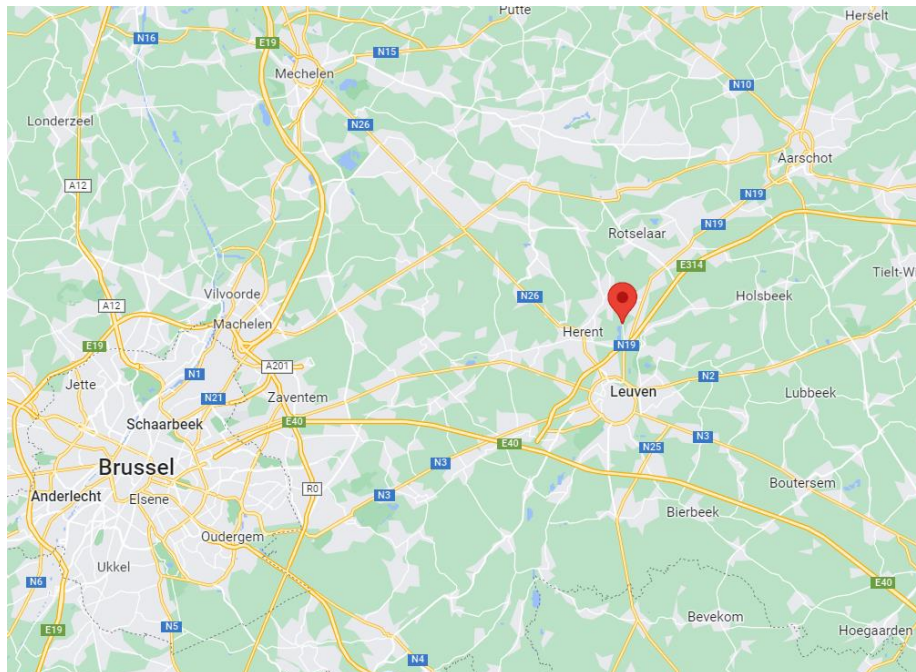 Putte
N16
Herselt
E19
N15
Mechelen
N10
Londerzeel
N26
Aarschot
A12
N19
N19
Rotselaar
E314
Tielt-Wi
Vilvoorde
N26
Holsbeek
A12
Machelen
Herent
E19
N19
A201
N1
Jette
Leuven
N2
N21
Zaventem
Lubbeek
Schaarbeek
E40
N3
E40
N25
N3
Brussel
Boutersem
R0
N3
Anderlecht
Elsene
Bierbeek
Oudergem
Ukkel
N6
E40
Bevekom
E19
N5
Hoegaarden
N4